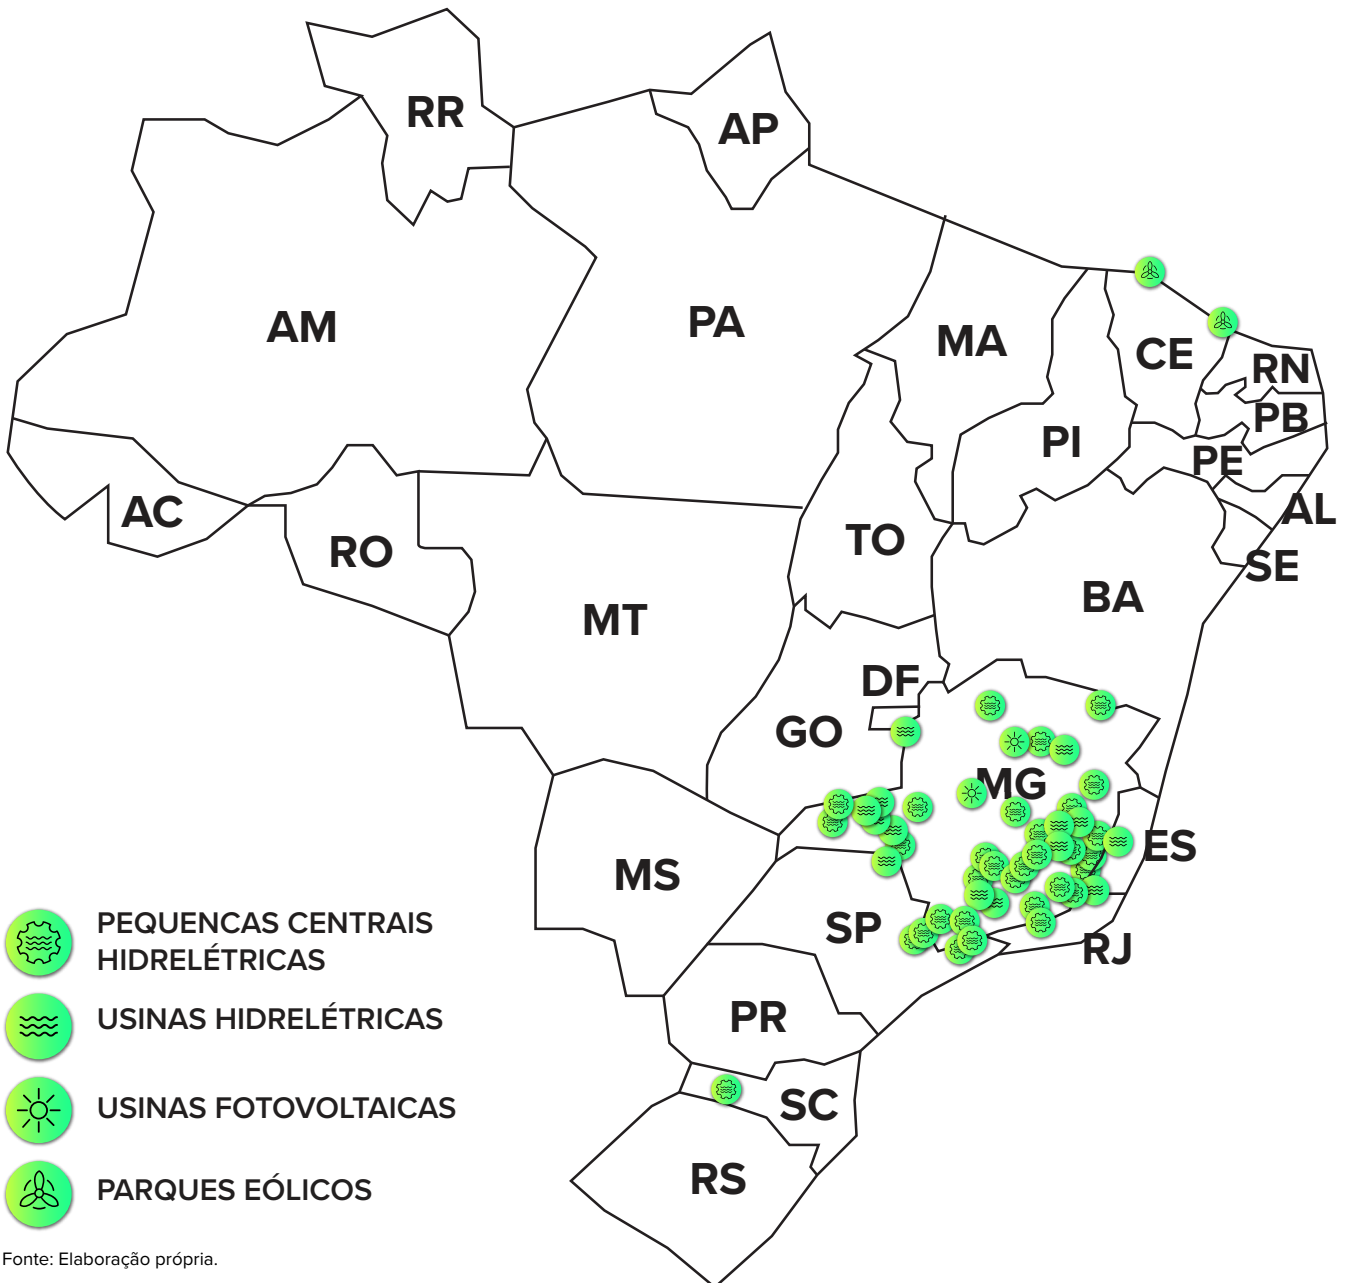 RR
AP
AM
PA
MA
CE
RN
PB
PI
PE
AC
AL
RO
TO
SE
MT
BA
DF
GO
MG
MS
ES
SP
RJ
PR
SC
RS
PEQUENCAS CENTRAIS
HIDRELÉTRICAS
USINAS HIDRELÉTRICAS
USINAS FOTOVOLTAICAS
PARQUES EÓLICOS
Fonte: Elaboração própria.